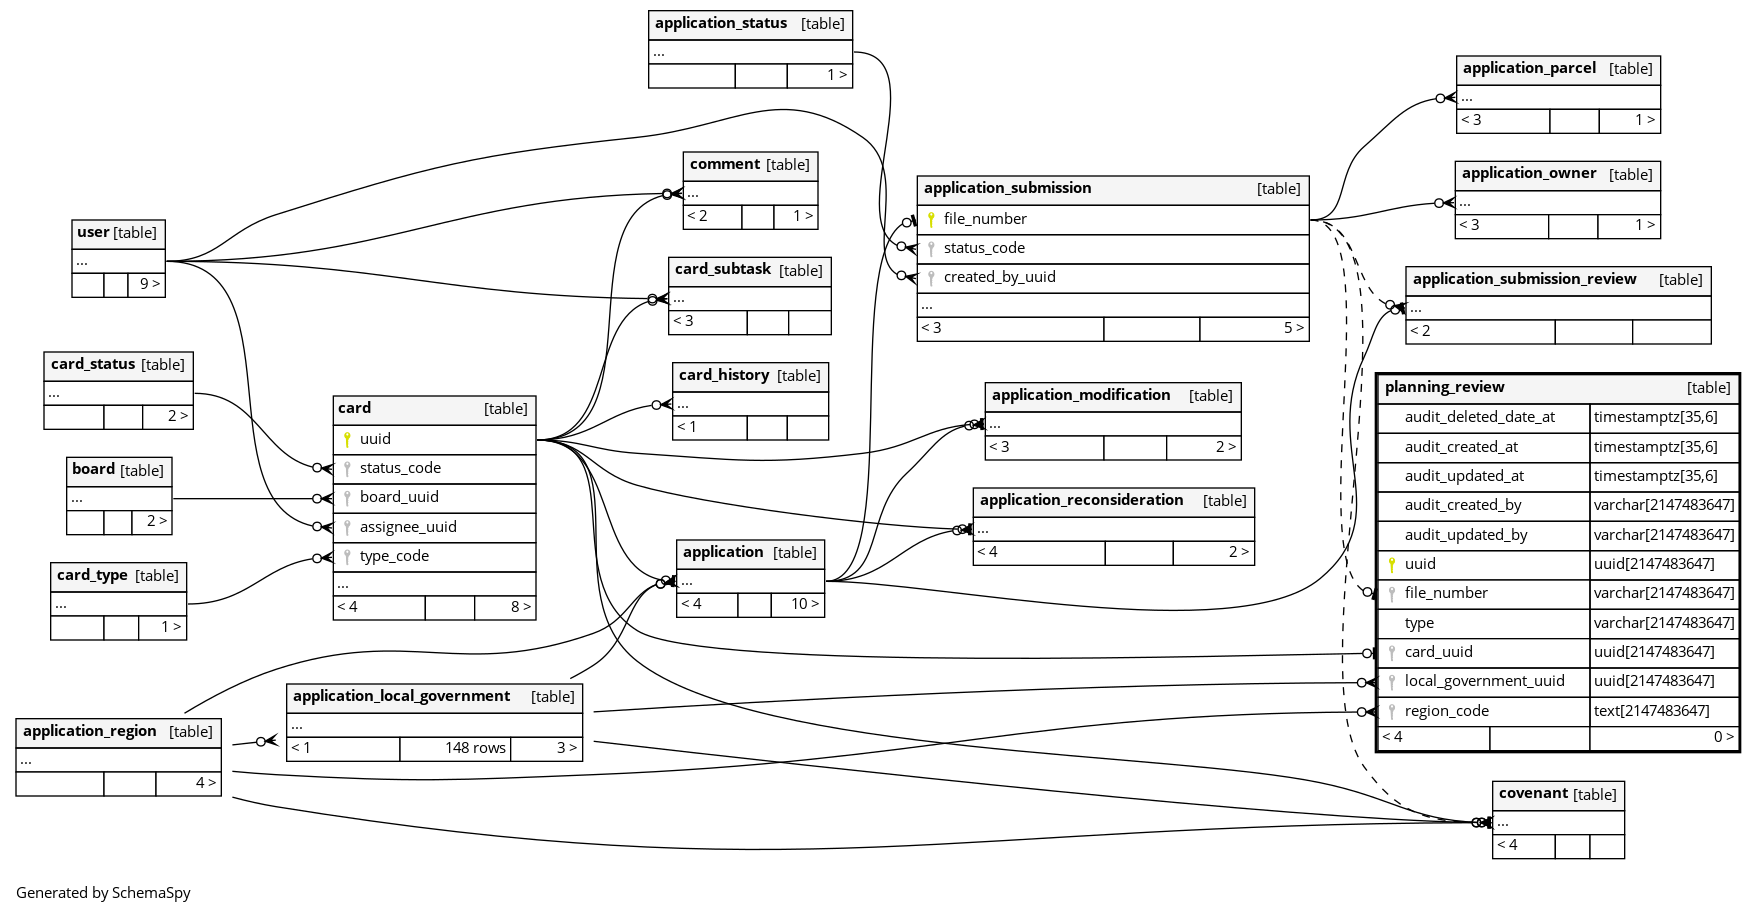 application_status [table]
...
1 >
application_parcel [table]
...
< 3 1 >
comment [table]
...
< 2 1 >
application_owner [table]
...
< 3 1 >
application_submission [table]
file_number
status_code
created_by_uuid
...
< 3 5 >
user [table]
...
9 >
card_subtask [table]
...
< 3
application_submission_review [table]
...
< 2
card_status [table]
...
2 >
card_history [table]
...
< 1
application_modification [table]
...
< 3 2 >
planning_review [table]
audit_deleted_date_at timestamptz[35,6]
audit_created_at timestamptz[35,6]
audit_updated_at timestamptz[35,6]
audit_created_by varchar[2147483647]
audit_updated_by varchar[2147483647]
uuid uuid[2147483647]
file_number varchar[2147483647]
type varchar[2147483647]
card_uuid uuid[2147483647]
local_government_uuid uuid[2147483647]
region_code text[2147483647]
< 4 0 >
card [table]
uuid
status_code
board_uuid
assignee_uuid
type_code
...
< 4 8 >
board [table]
...
2 >
application_reconsideration [table]
...
< 4 2 >
application [table]
...
< 4 10 >
card_type [table]
...
1 >
application_local_government [table]
...
< 1 148 rows 3 >
application_region [table]
...
4 >
covenant [table]
...
< 4
Generated by SchemaSpy